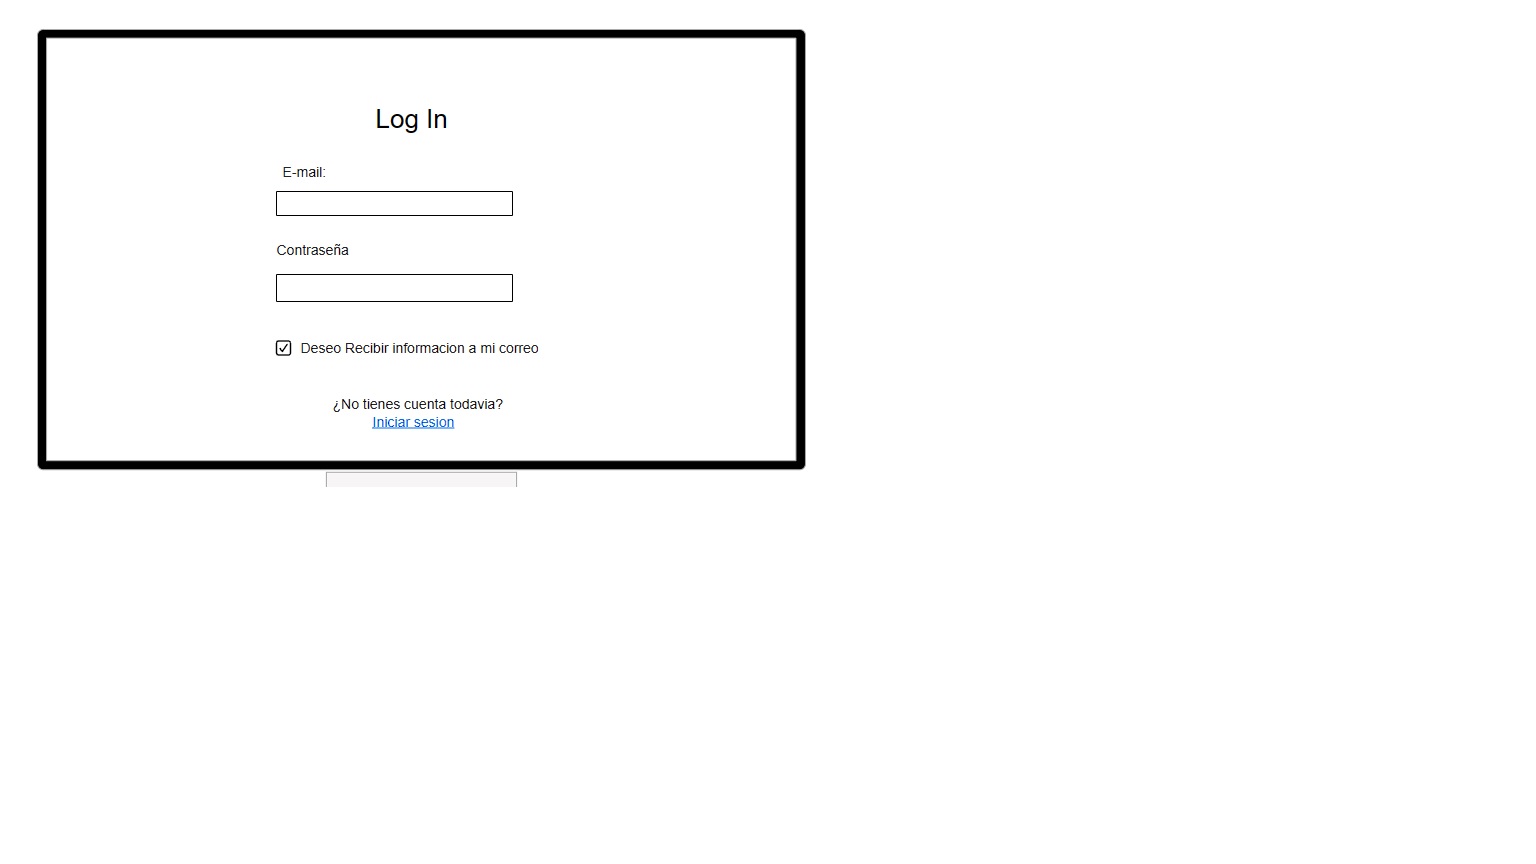 Log In
E-mail:
Contraseña
Deseo Recibir informacion a mi correo
¿No tienes cuenta todavia?
Iniciar sesion